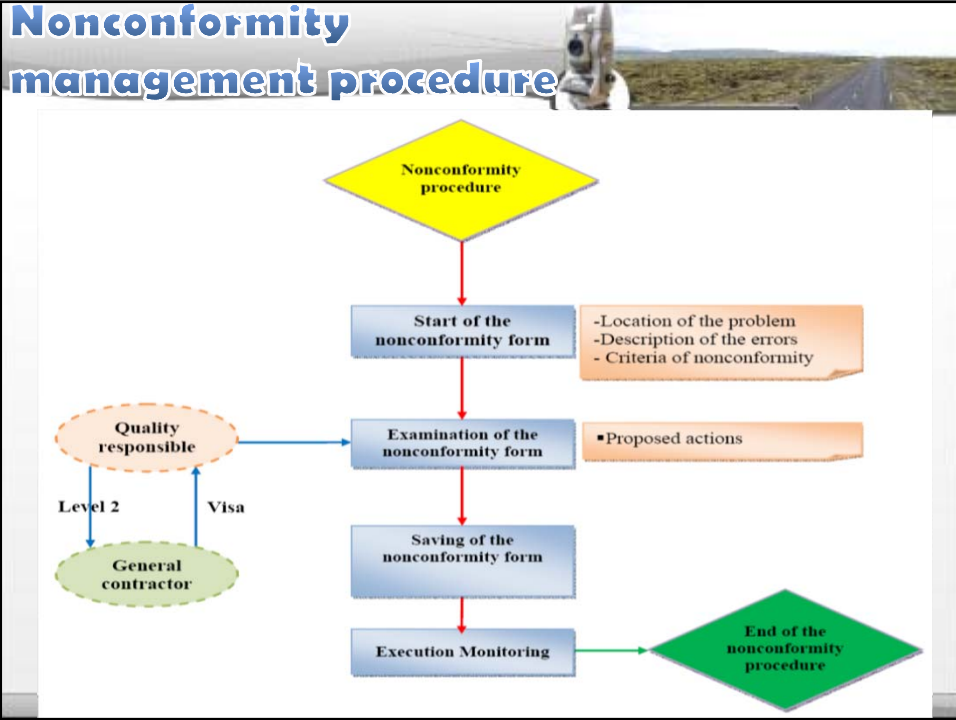 Nonconformity
management procedure
Nonconformity
procedure
Start of the
nonconformity form
-Location of the problem
-Description of the errors
- Criteria of nonconformity
Quality
responsible
Examination of the
nonconformity form
▪Proposed actions
Level 2
Visa
General
contractor
Saving of the
nonconformity form
Execution Monitoring
End of the
nonconformity
procedure